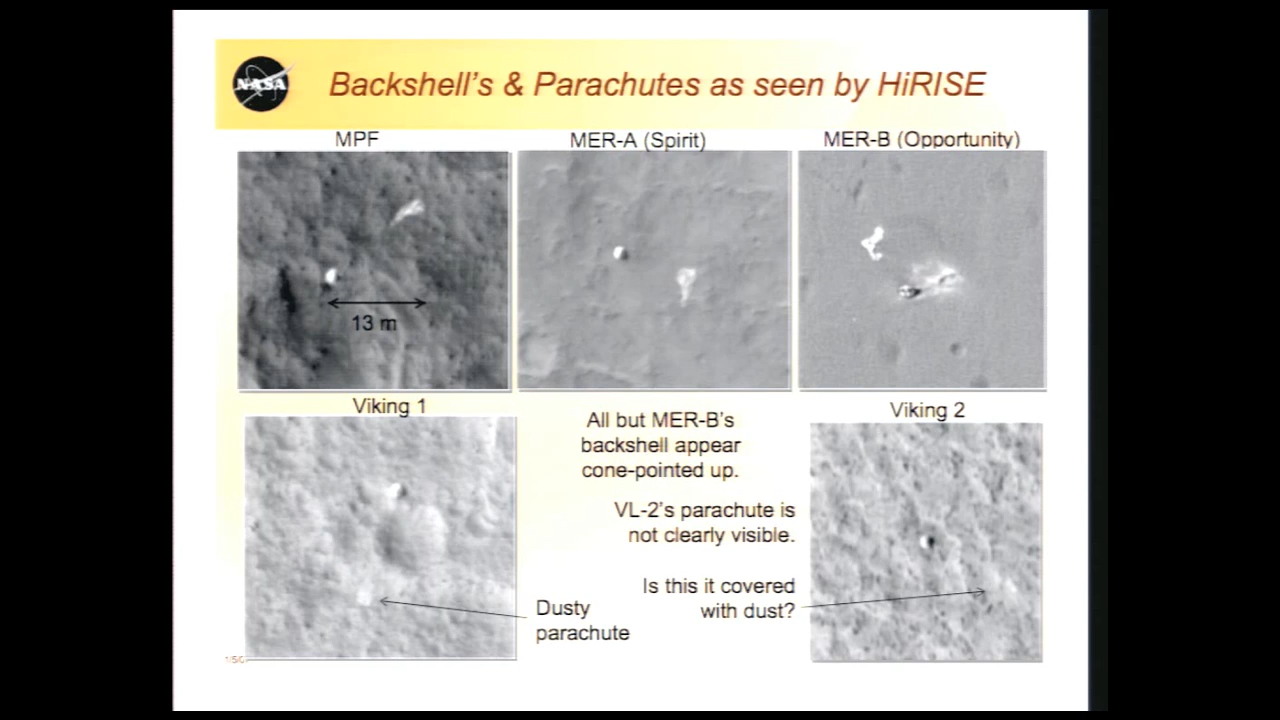 NASA
Backshell's & Parachutes as seen by HiRISE
MPF
MER-A (Spirit)
MER-B (Opportunity)
13 m
Viking 1
All but MER-B's
backshell appear
cone-pointed up.
Viking 2
VL-2's parachute is
not clearly visible.
Is this it covered
with dust?
Dusty
parachute